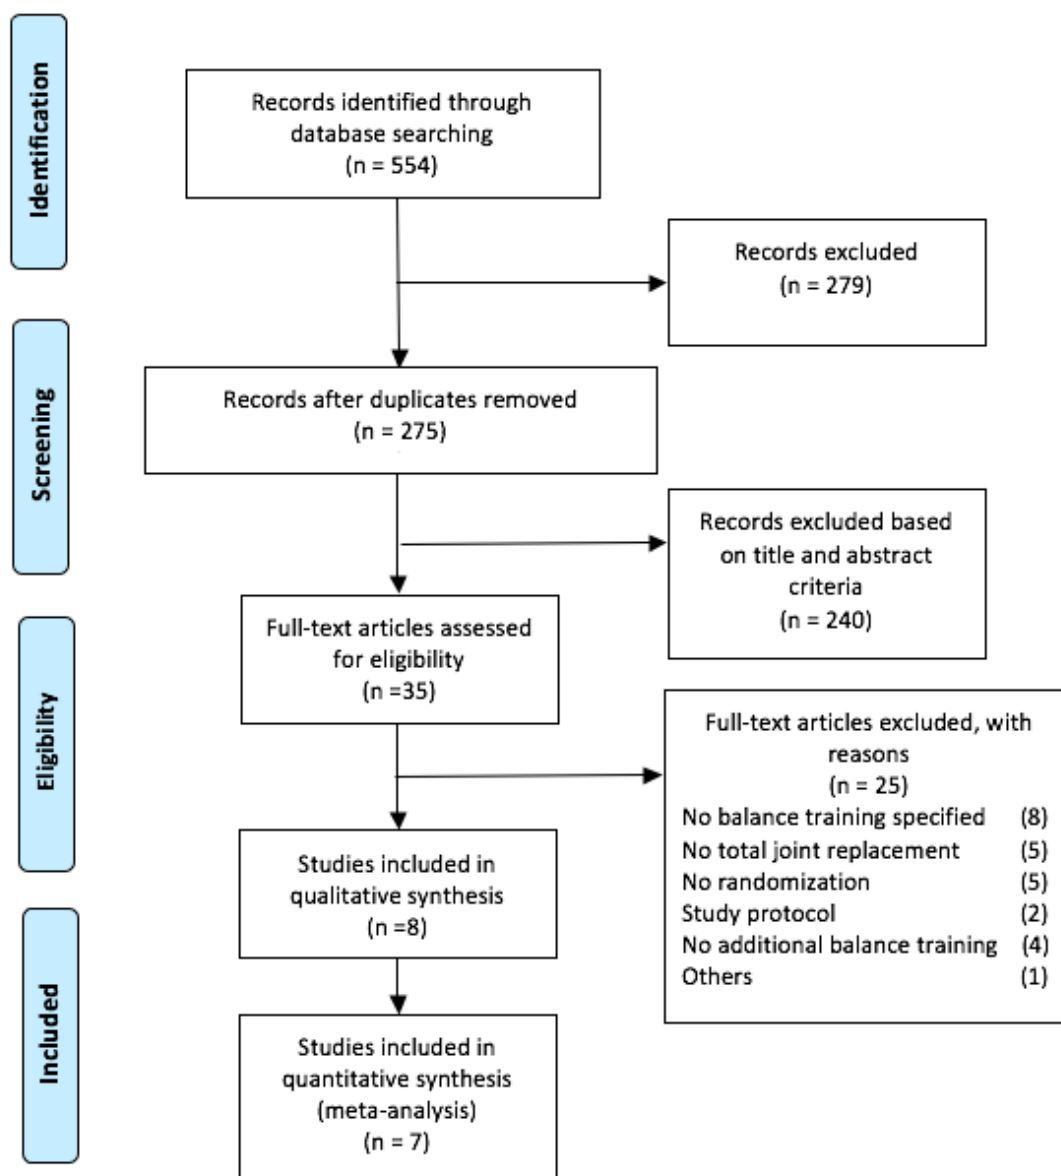 Identification
Records identified through
database searching
(n = 554)
Records excluded
(n = 279)
Screening
Records after duplicates removed
(n = 275)
Records excluded based
on title and abstract
criteria
(n = 240)
Eligibility
Full-text articles assessed
for eligibility
(n =35)
Full-text articles excluded, with
reasons
(n = 25)
No balance training specified (8)
No total joint replacement (5)
No randomization (5)
Study protocol (2)
No additional balance training (4)
Others (1)
Studies included in
qualitative synthesis
(n =8)
Included
Studies included in
quantitative synthesis
(meta-analysis)
(n = 7)